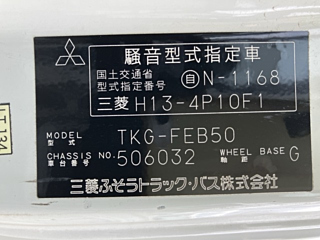 騒音型式指定車
国土交通省
型式指定番号
自N-1168
三菱 H13-4P10F1
型式
MODEL TKG-FEB50
CHASSIS NO. 506032
車台番号
WHEEL BASE G
軸距
三菱ふそうトラック・バス株式会社